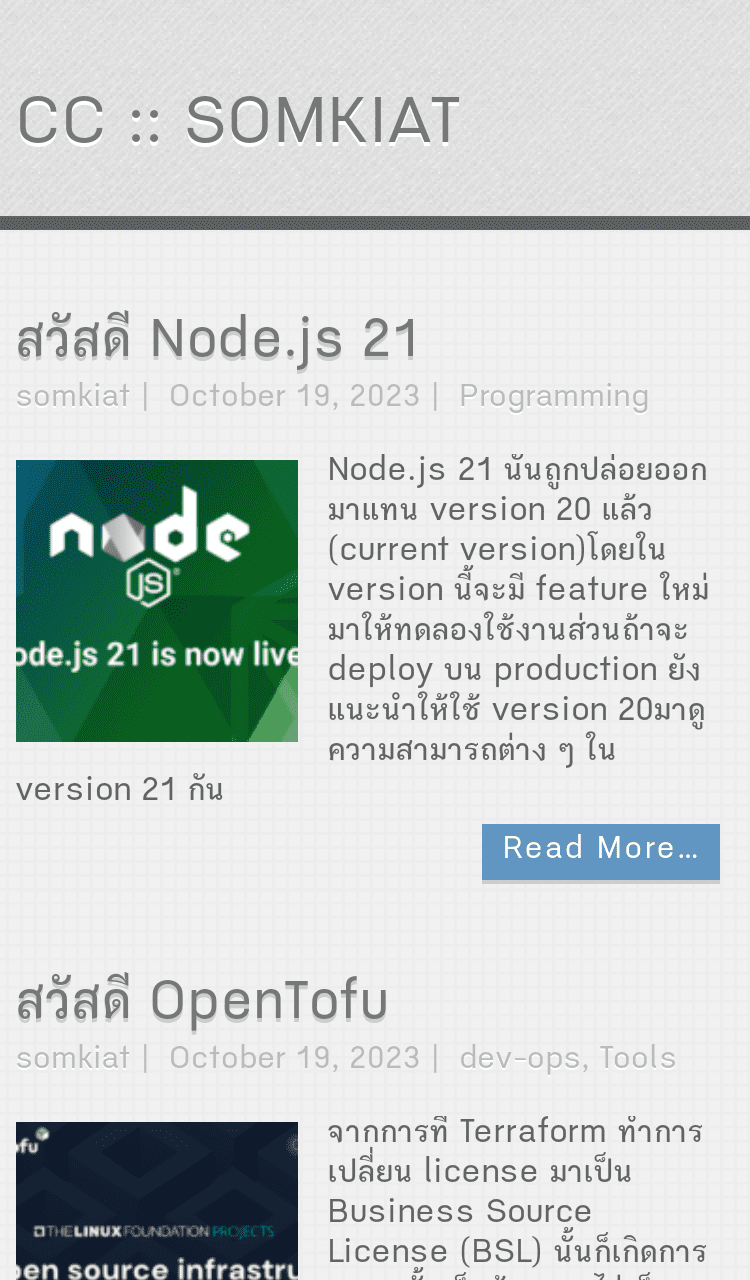 CC :: SOMKIAT
สวัสดี Node.js 21
somkiat | October 19, 2023 | Programming
node
JS
ode.js 21 is now live
Node.js 21 นั้นถูกปล่อยออก
มาแทน version 20 แล้ว
(current version)โดยใน
version นี้จะมี feature ใหม่
มาให้ทดลองใช้งานส่วนถ้าจะ
deploy บน production ยัง
แนะนำให้ใช้ version 20มาดู
ความสามารถต่าง ๆ ใน
version 21 กัน
Read More…
สวัสดี OpenTofu
somkiat | October 19, 2023 | dev-ops, Tools
ofu
THE LINUX FOUNDATION PROJECTS
pen source infrastru
จากการที่ Terraform ทำการ
เปลี่ยน license มาเป็น
Business Source
License (BSL) นั้นก็เกิดการ